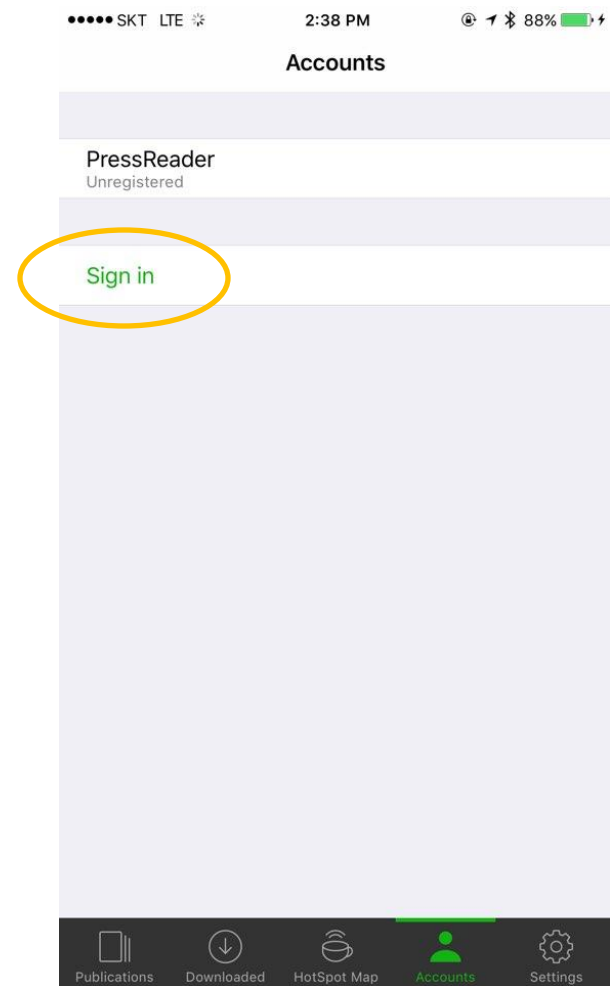 SKT LTE 2:38 PM 88%
Accounts
PressReader
Unregistered
Sign in
Publications Downloaded HotSpot Map Accounts Settings